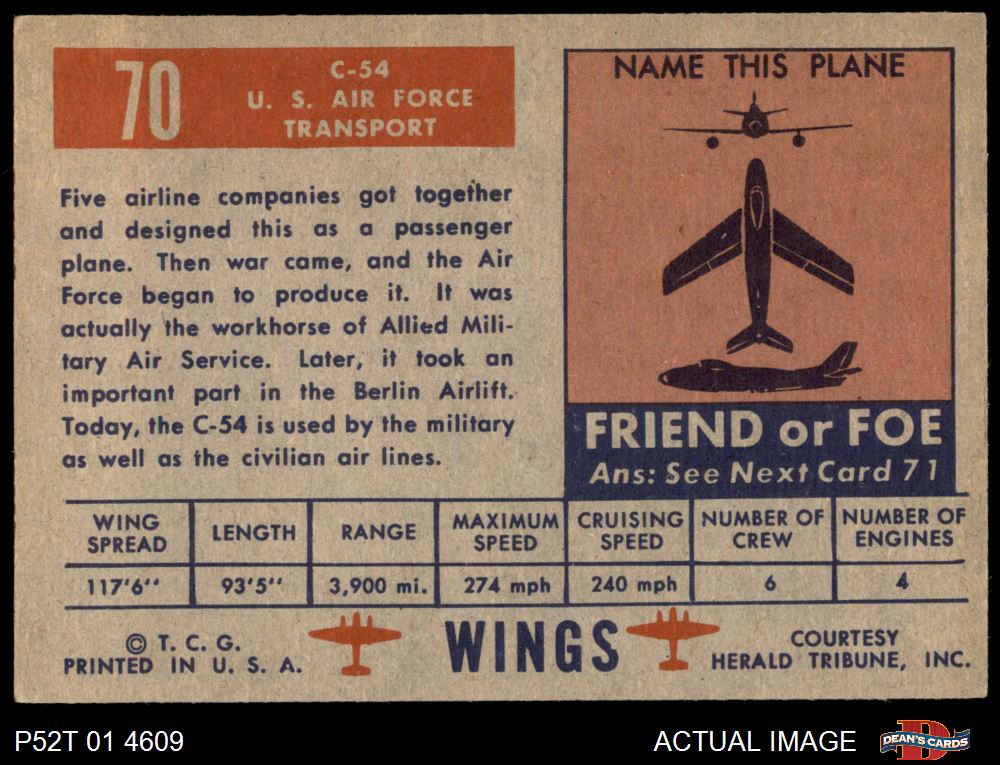 70
C-54
U. S. AIR FORCE
TRANSPORT
Five airline companies got together
and designed this as a passenger
plane. Then war came, and the Air
Force began to produce it. It was
actually the workhorse of Allied Mili-
tary Air Service. Later, it took an
important part in the Berlin Airlift.
Today, the C-54 is used by the military
as well as the civilian air lines.
NAME THIS PLANE
FRIEND or FOE
Ans: See Next Card 71
WING SPREAD
LENGTH
RANGE
MAXIMUM SPEED
CRUISING SPEED
NUMBER OF CREW
NUMBER OF ENGINES
117'6''
93'5''
3,900 mi.
274 mph
240 mph
6
4
© T. C. G.
PRINTED IN U. S. A.
WINGS
COURTESY
HERALD TRIBUNE, INC.
P52T 01 4609
ACTUAL IMAGE
DEAN'S CARDS